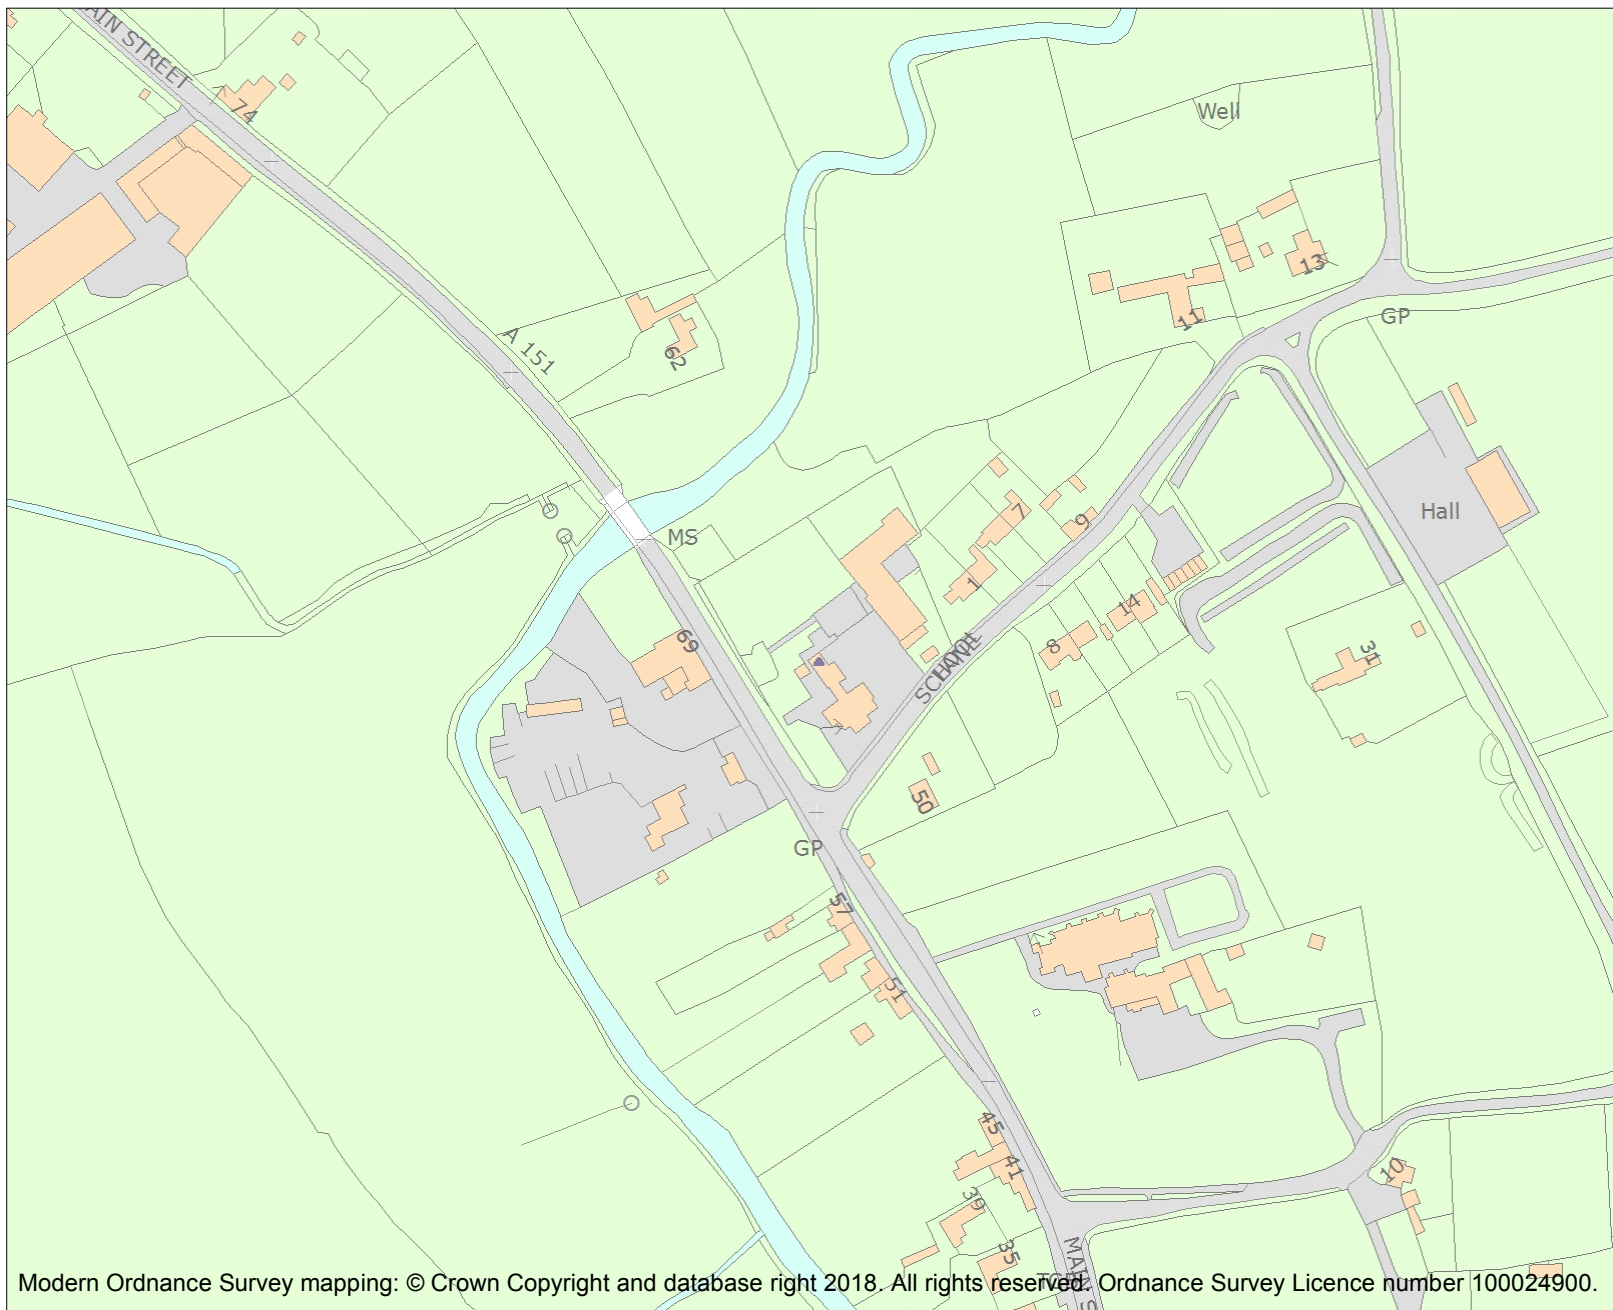 AIN STREET
74
Well
13
11
GP
A 151
62
Hall
MS
7
9
1
14
69
8
31
SCHOOL LANE
50
GP
57
51
45
41
10
39
35
MAIN S
Modern Ordnance Survey mapping: © Crown Copyright and database right 2018. All rights reserved. Ordnance Survey Licence number 100024900.